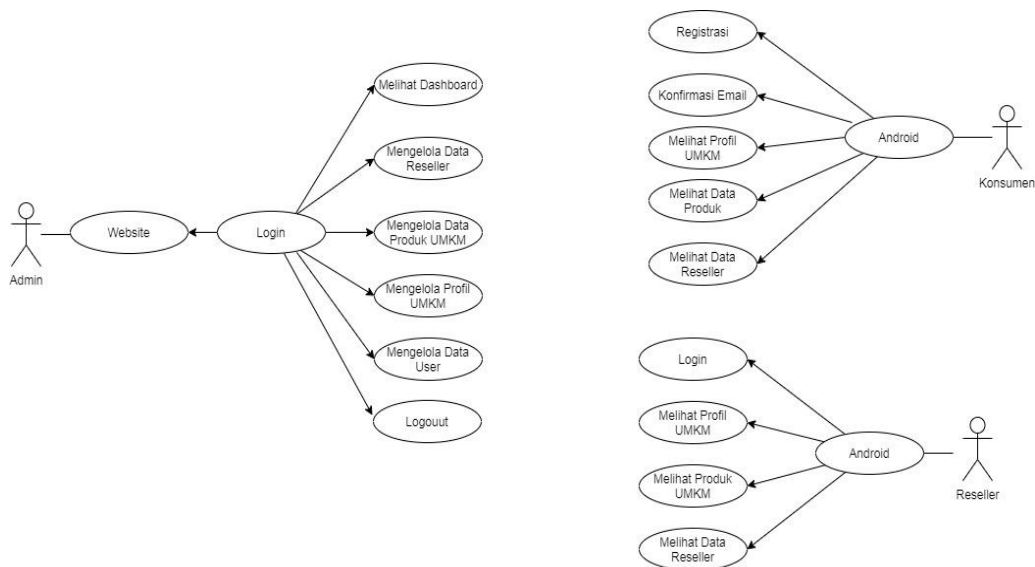 Melihat Dashboard
Mengelola Data
Reseller
Admin
Website
Login
Mengelola Data
Produk UMKM
Mengelola Profil
UMKM
Mengelola Data
User
Logouut
Registrasi
Konfirmasi Email
Melihat Profil
UMKM
Melihat Data
Produk
Melihat Data
Reseller
Android
Konsumen
Login
Melihat Profil
UMKM
Melihat Produk
UMKM
Melihat Data
Reseller
Android
Reseller